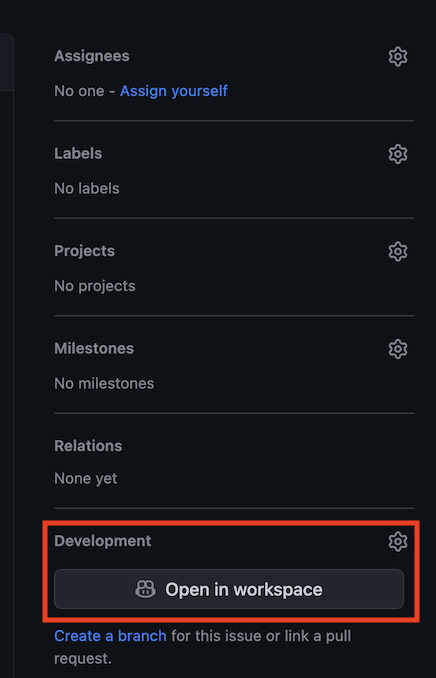 Assignees
No one - Assign yourself
Labels
No labels
Projects
No projects
Milestones
No milestones
Relations
None yet
Development
Open in workspace
Create a branch for this issue or link a pull
request.